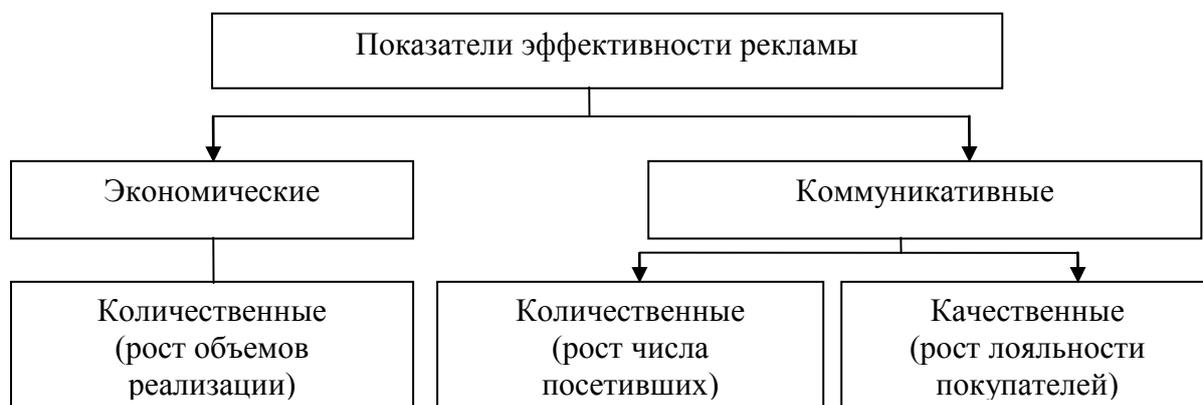 Показатели эффективности рекламы
Экономические
Коммуникативные
Количественные
(рост объемов
реализации)
Количественные
(рост числа
посетивших)
Качественные
(рост лояльности
покупателей)